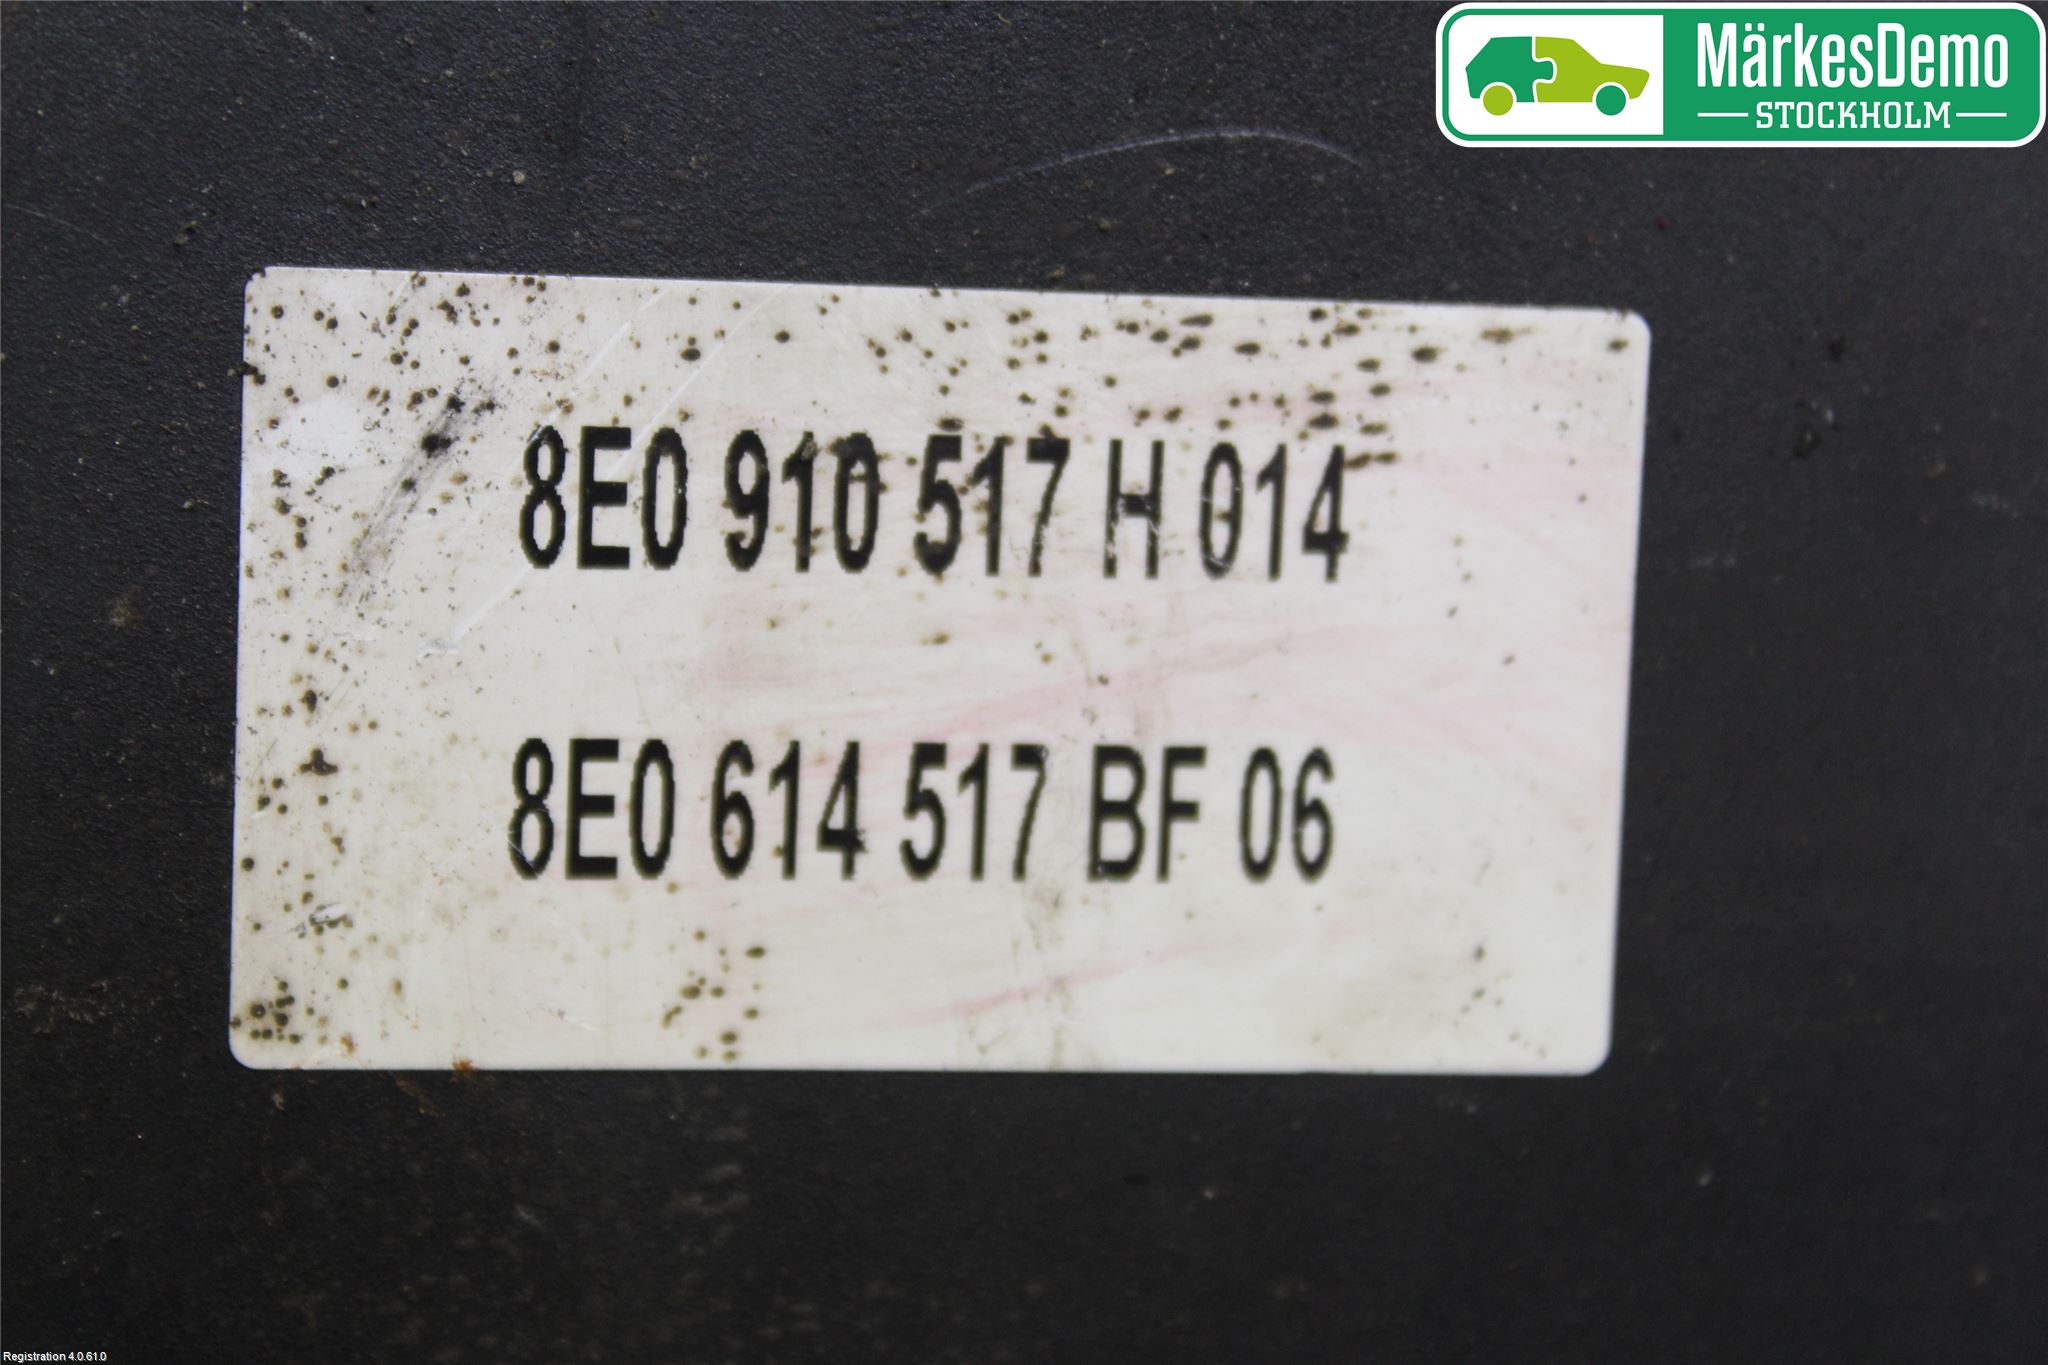 MärkesDemo
STOCKHOLM
8E0 910 517 H 014
8E0 614 517 BF 06
Registration 4.0.61.0